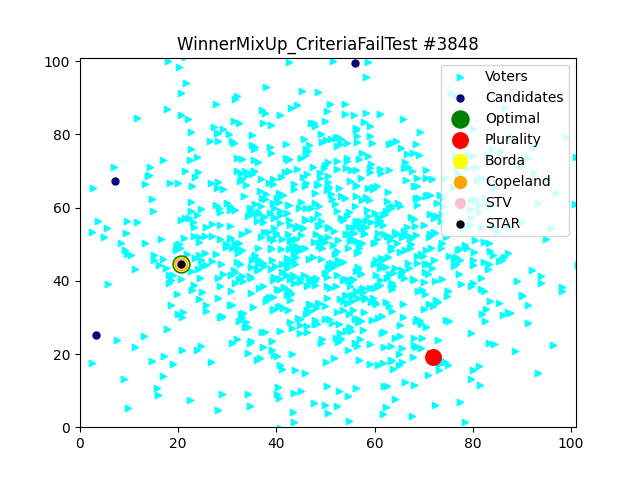 WinnerMixUp_CriteriaFailTest #3848
100
80
60
40
20
0
0 20 40 60 80 100
Voters
Candidates
Optimal
Plurality
Borda
Copeland
STV
STAR